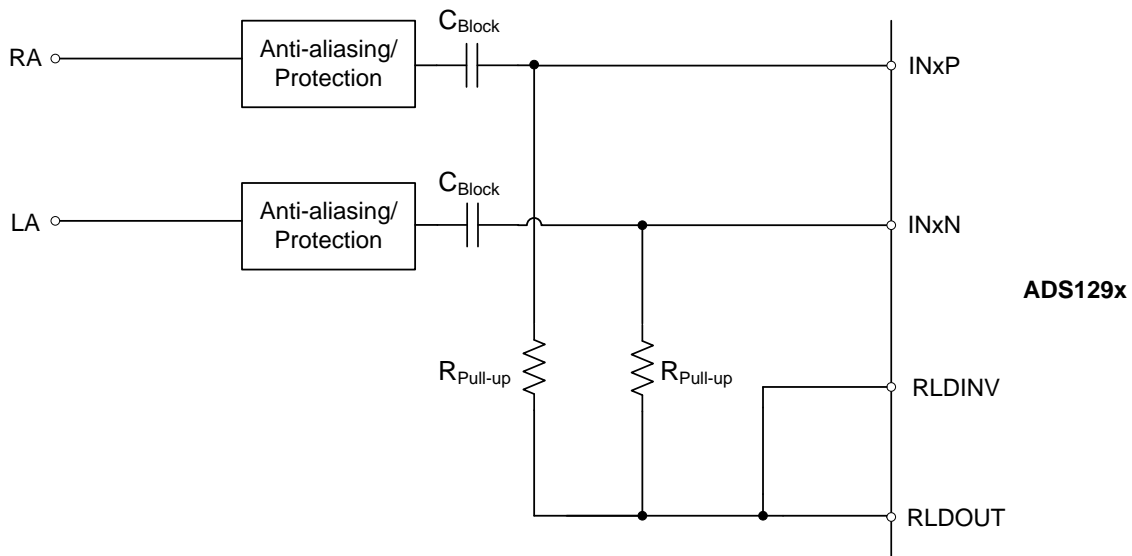 C_Block
RA
Anti-aliasing/
Protection
INxP
C_Block
LA
Anti-aliasing/
Protection
INxN
ADS129x
R_Pull-up
R_Pull-up
RLDINV
RLDOUT